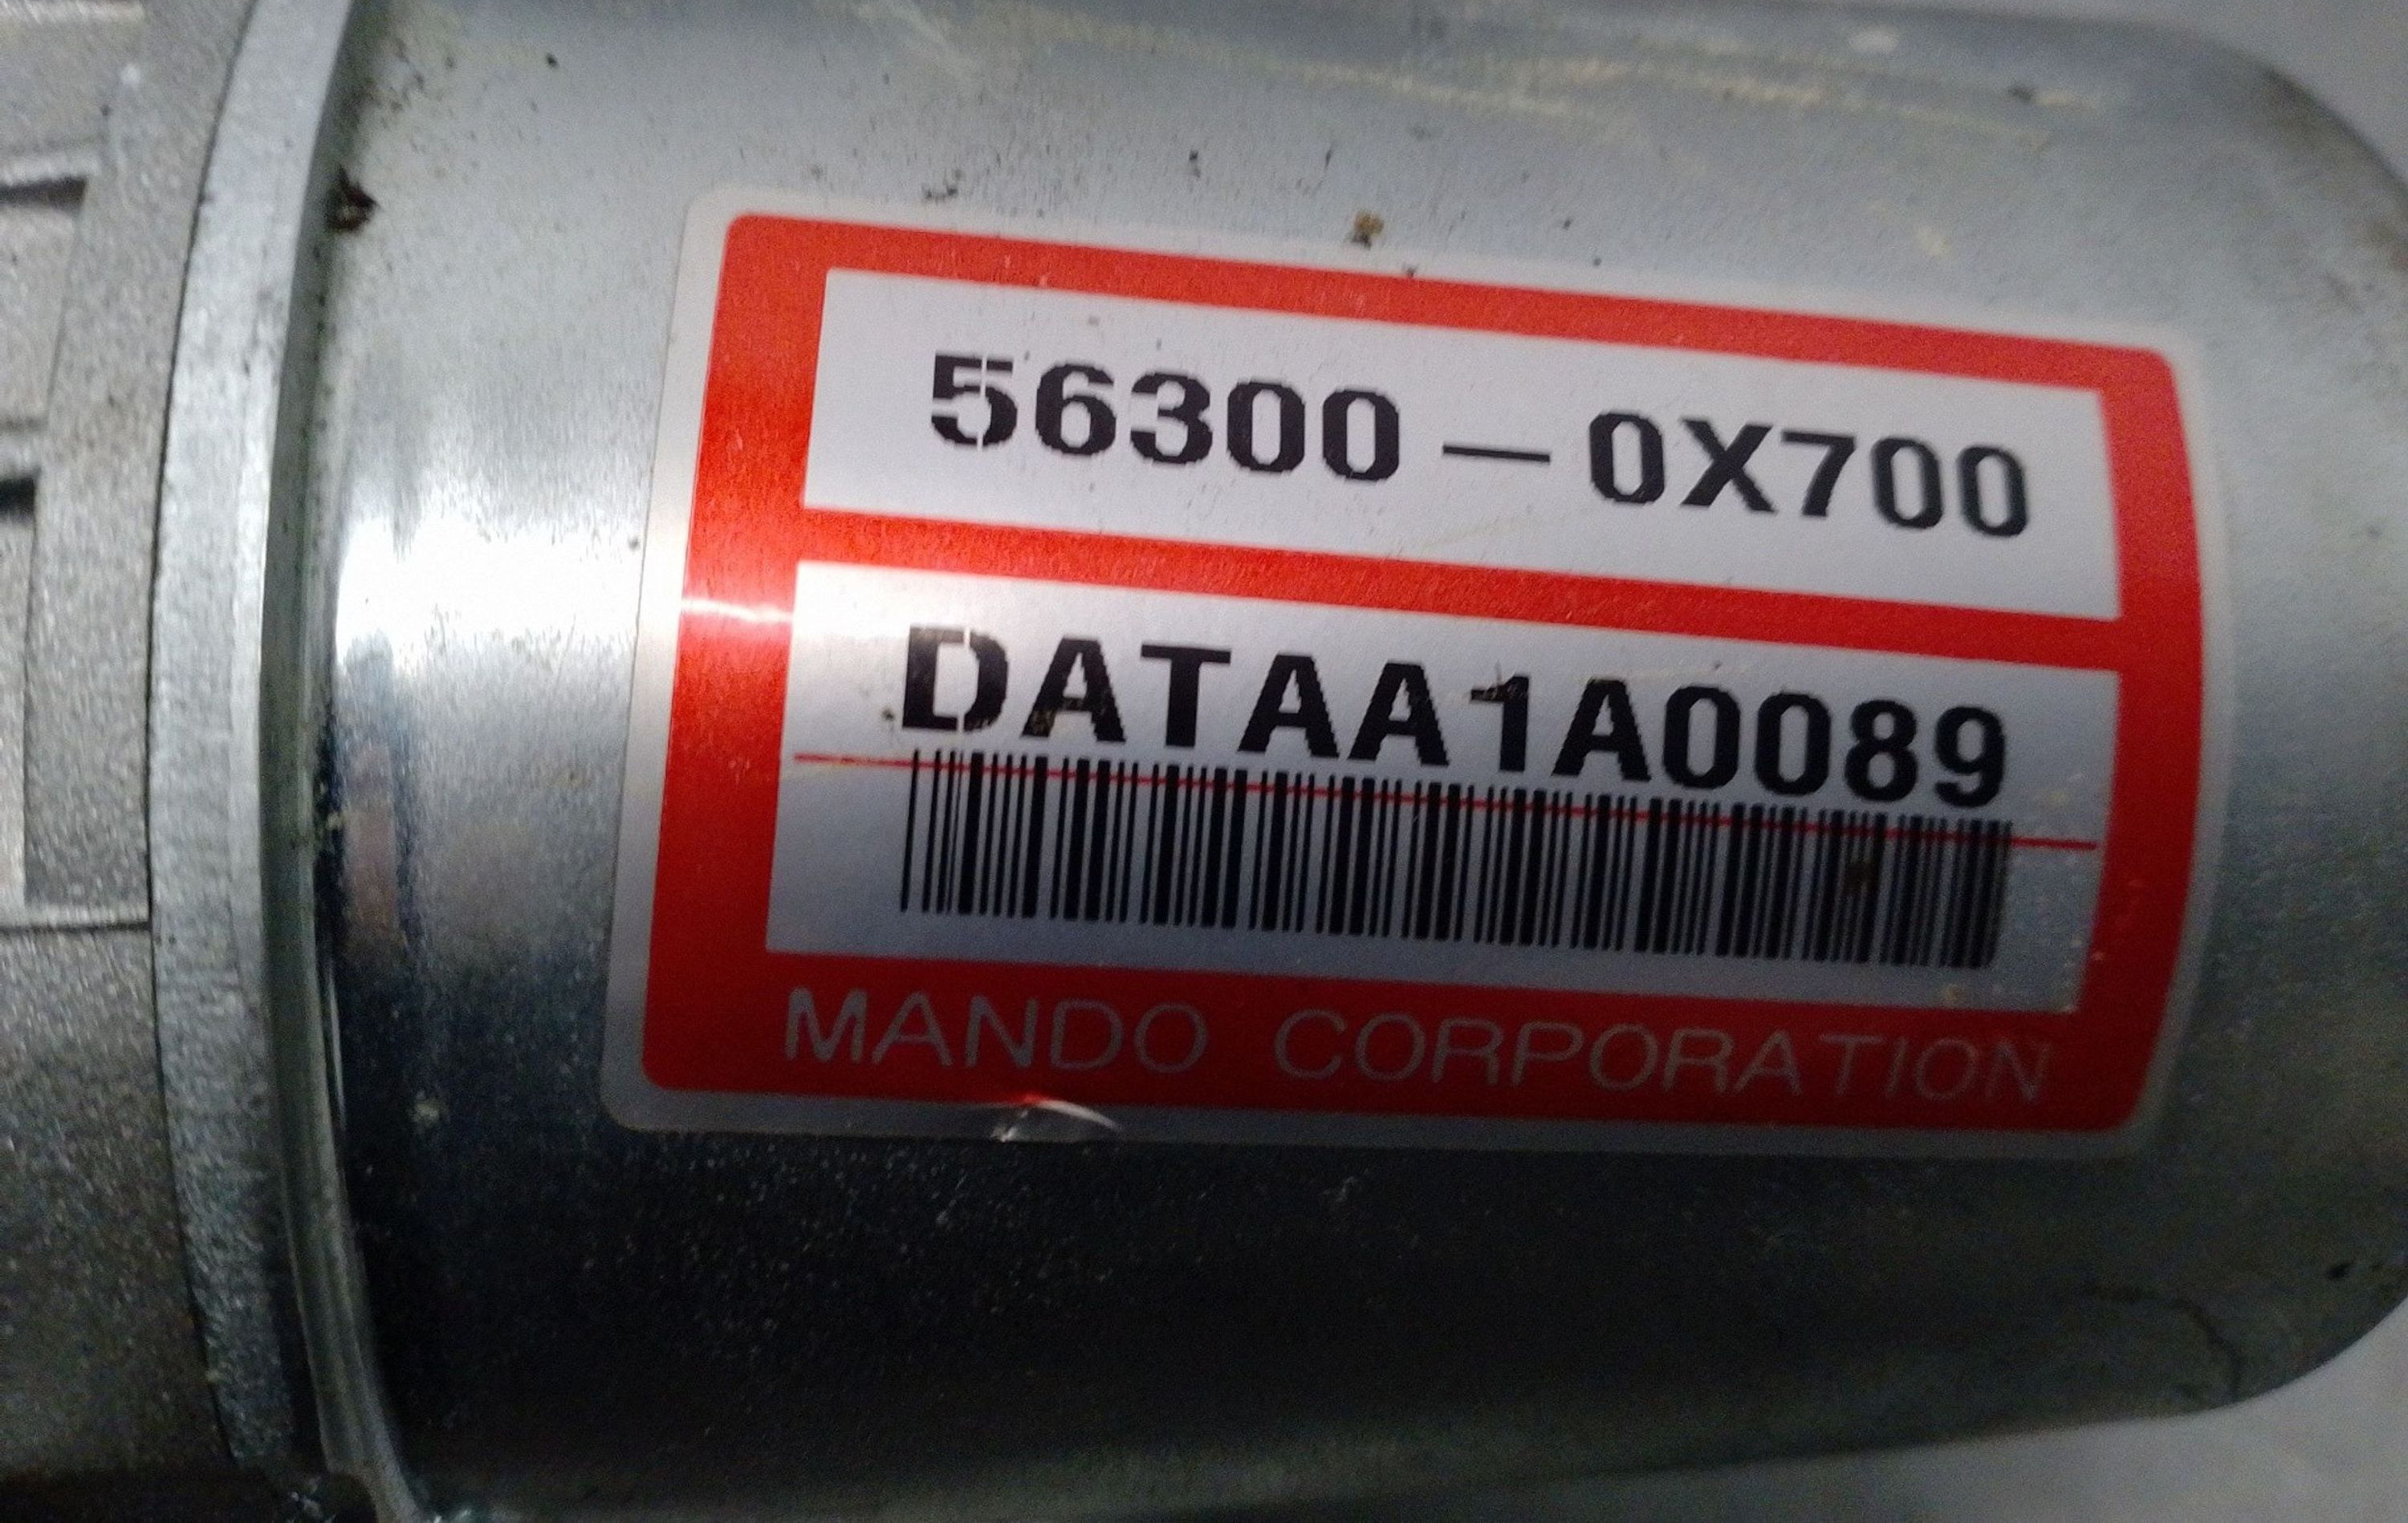 56300-0X700
DATAA1A0089
MANDO CORPORATION